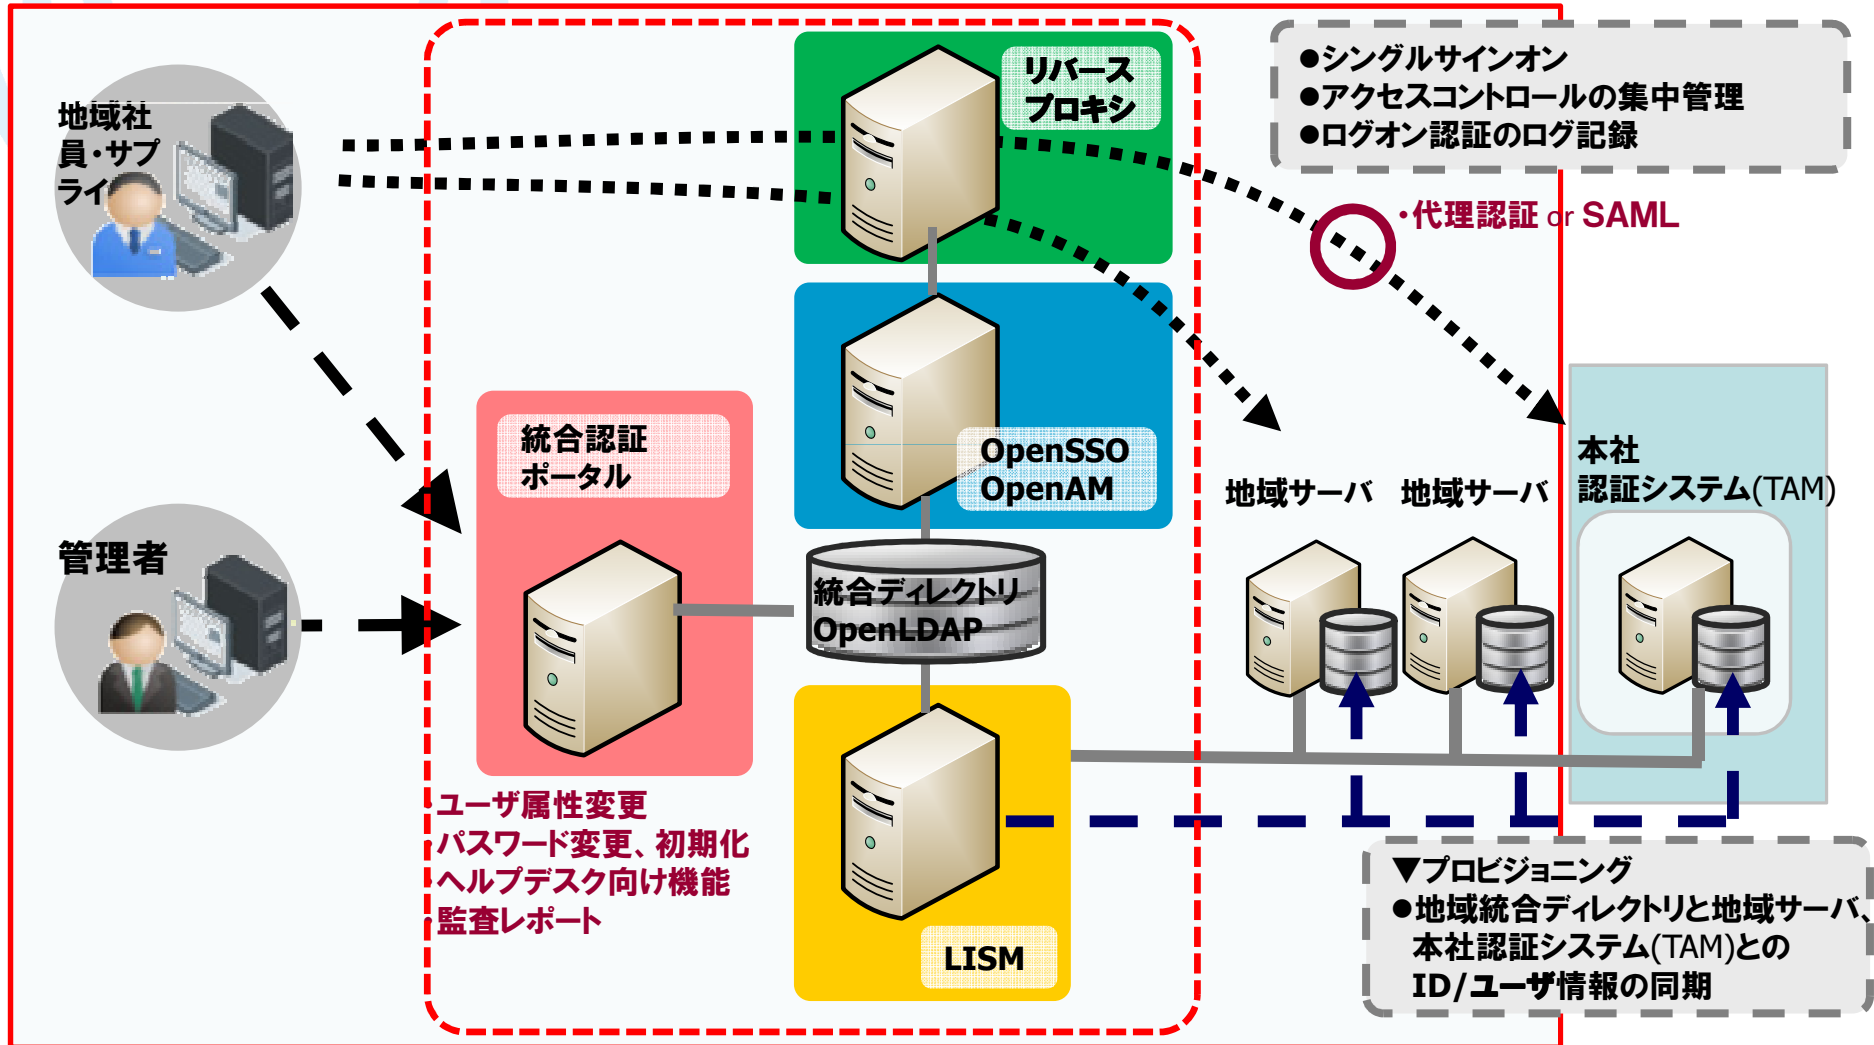 地域社
員・サプ
ライ
管理者
リバース
プロキシ
●シングルサインオン
●アクセスコントロールの集中管理
●ログオン認証のログ記録
・代理認証 or SAML
統合認証
ポータル
OpenSSO
OpenAM
地域サーバ
地域サーバ
本社
認証システム(TAM)
統合ディレクトリ
OpenLDAP
・ユーザ属性変更
・パスワード変更、初期化
・ヘルプデスク向け機能
・監査レポート
LISM
▼プロビジョニング
●地域統合ディレクトリと地域サーバ、
本社認証システム(TAM)との
ID/ユーザ情報の同期